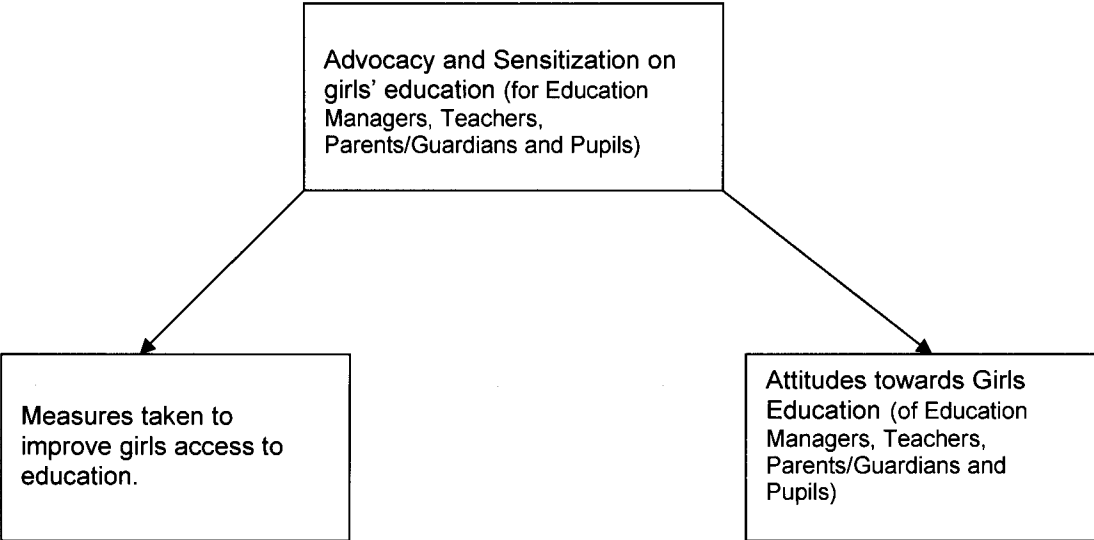 Advocacy and Sensitization on
girls' education (for Education
Managers, Teachers,
Parents/Guardians and Pupils)
Measures taken to
improve girls access to
education.
Attitudes towards Girls
Education (of Education
Managers, Teachers,
Parents/Guardians and
Pupils)